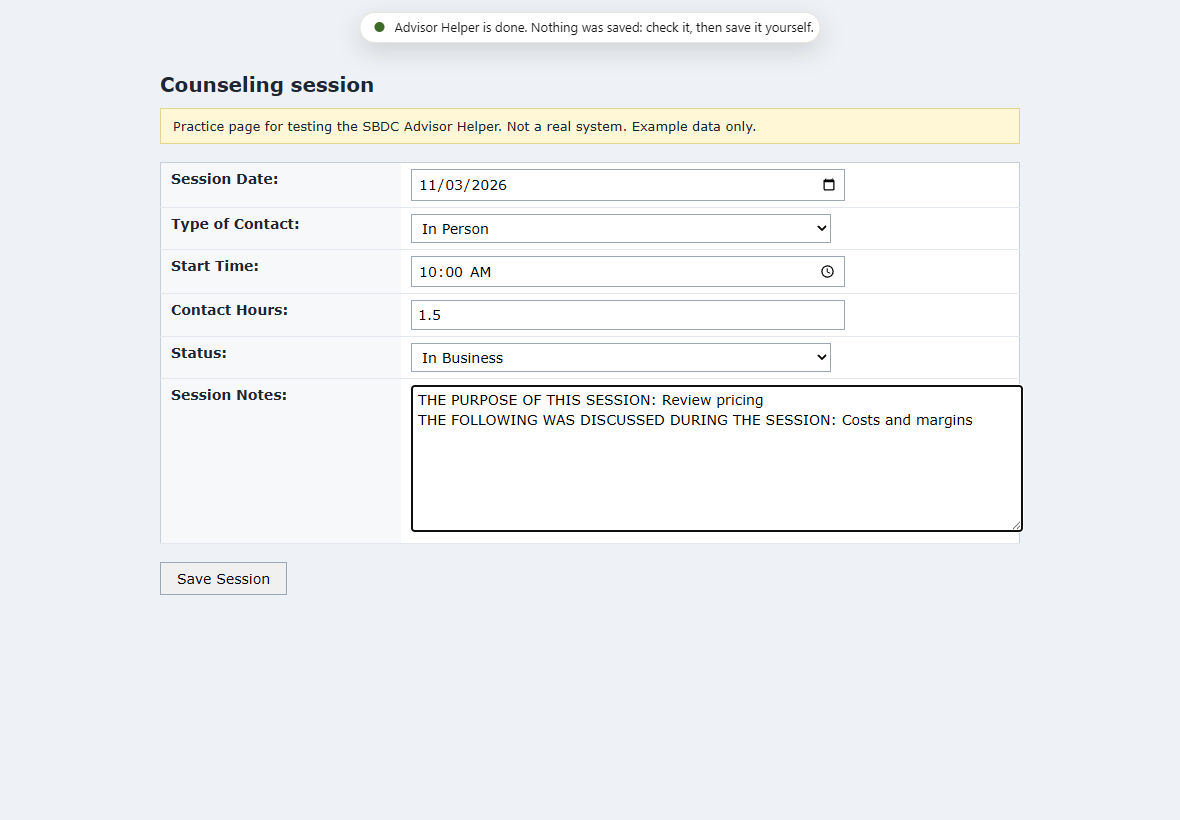 Advisor Helper is done. Nothing was saved: check it, then save it yourself.
Counseling session
Practice page for testing the SBDC Advisor Helper. Not a real system. Example data only.
Session Date:
11/03/2026
Type of Contact:
In Person
Start Time:
10:00 AM
Contact Hours:
1.5
Status:
In Business
Session Notes:
THE PURPOSE OF THIS SESSION: Review pricing
THE FOLLOWING WAS DISCUSSED DURING THE SESSION: Costs and margins
Save Session